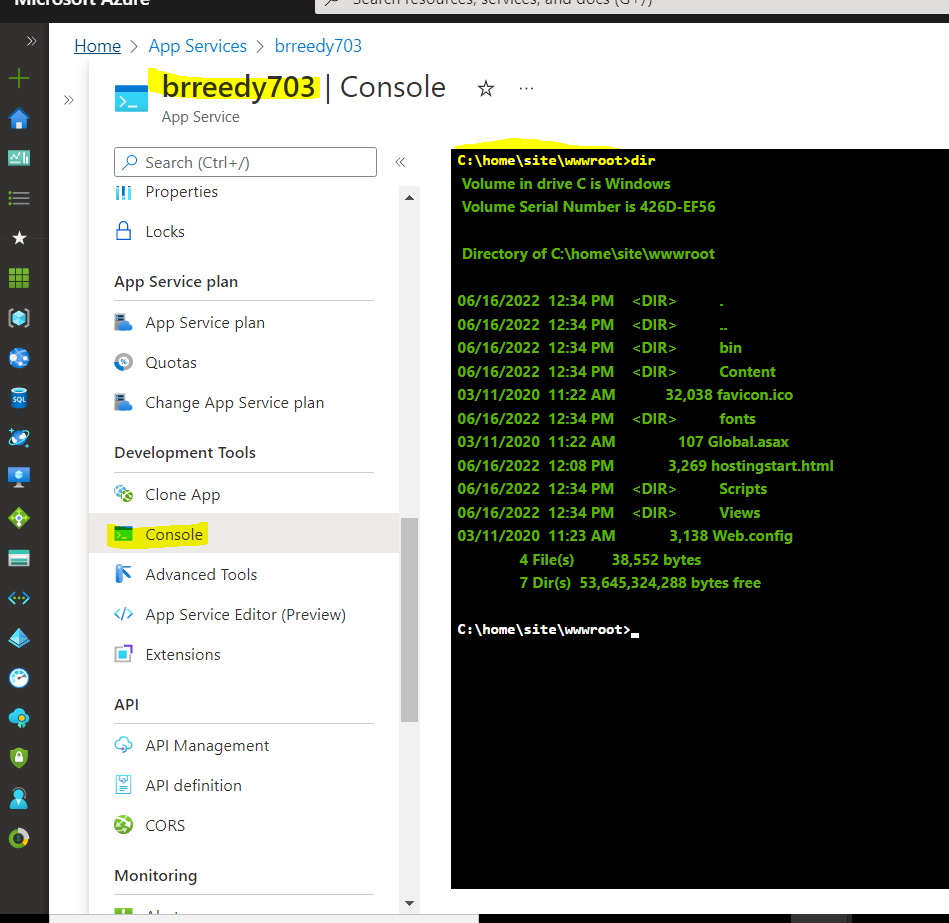 Microsoft Azure
Search resources, services, and docs (G+/)
Home > App Services > brreedy703
brreedy703 | Console
App Service
Search (Ctrl+/)
Properties
Locks
App Service plan
App Service plan
Quotas
Change App Service plan
Development Tools
Clone App
Console
Advanced Tools
App Service Editor (Preview)
Extensions
API
API Management
API definition
CORS
Monitoring
C:\home\site\wwwroot>dir
Volume in drive C is Windows
Volume Serial Number is 426D-EF56
Directory of C:\home\site\wwwroot
06/16/2022 12:34 PM <DIR> .
06/16/2022 12:34 PM <DIR> ..
06/16/2022 12:34 PM <DIR> bin
06/16/2022 12:34 PM <DIR> Content
03/11/2020 11:22 AM 32,038 favicon.ico
06/16/2022 12:34 PM <DIR> fonts
03/11/2020 11:22 AM 107 Global.asax
06/16/2022 12:08 PM 3,269 hostingstart.html
06/16/2022 12:34 PM <DIR> Scripts
06/16/2022 12:34 PM <DIR> Views
03/11/2020 11:23 AM 3,138 Web.config
4 File(s) 38,552 bytes
7 Dir(s) 53,645,324,288 bytes free
C:\home\site\wwwroot>